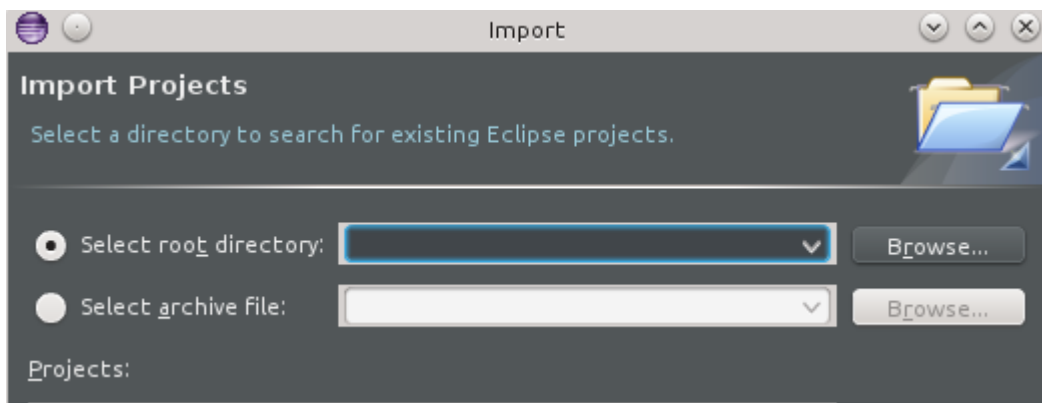 Import
Import Projects
Select a directory to search for existing Eclipse projects.
Select root directory:
Browse...
Select archive file:
Browse...
Projects: